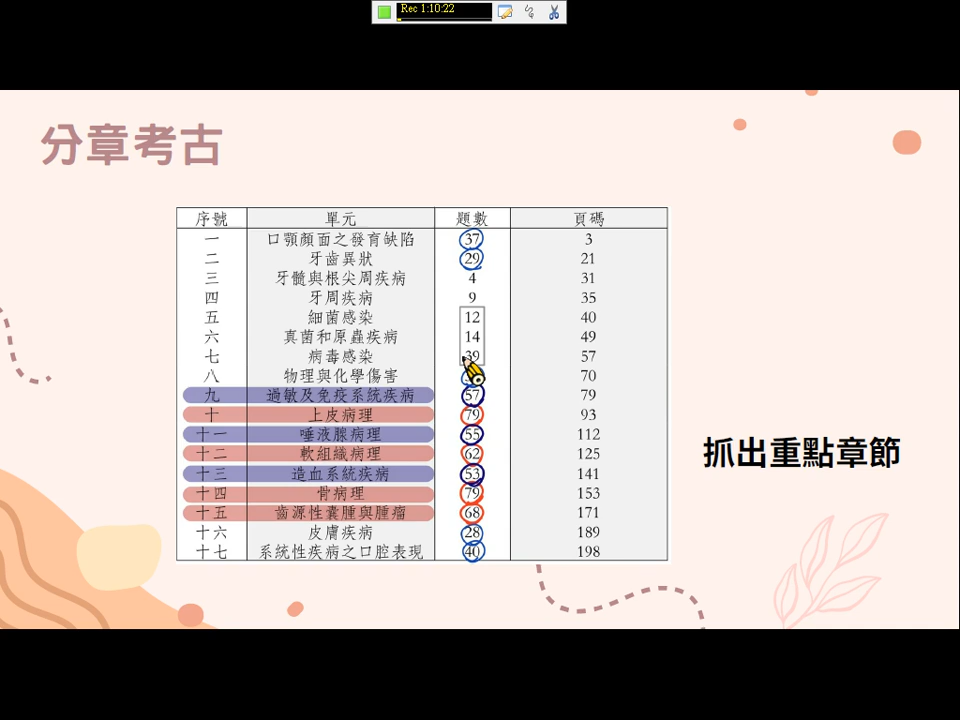 Rec 1:10:22
分章考古
序號 單元 題數 頁碼
一 口顎顏面之發育缺陷 37 3
二 牙齒異狀 29 21
三 牙髓與根尖周疾病 4 31
四 牙周疾病 9 35
五 細菌感染 12 40
六 真菌和原蟲疾病 14 49
七 病毒感染 39 57
八 物理與化學傷害 70
九 過敏及免疫系統疾病 57 79
十 上皮病理 79 93
十一 唾液腺病理 55 112
十二 軟組織病理 62 125
十三 造血系統疾病 53 141
十四 骨病理 79 153
十五 齒源性囊腫與腫瘤 68 171
十六 皮膚疾病 28 189
十七 系統性疾病之口腔表現 40 198
抓出重點章節